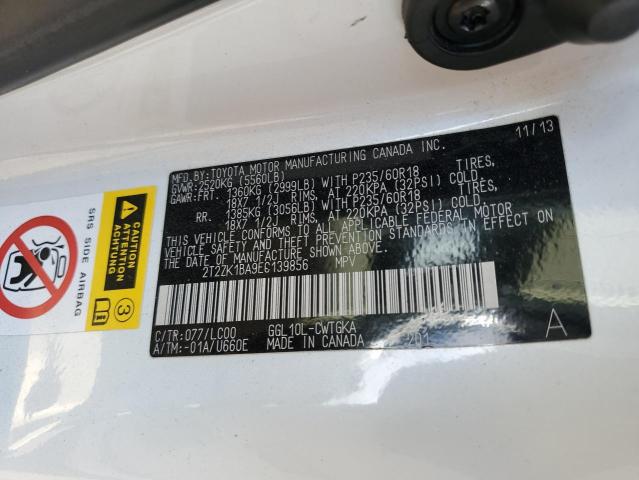 MFD.BY:TOYOTA MOTOR MANUFACTURING CANADA INC. 11/13
GVWR:2520KG (5560LB)
GAWR:FRT 1360KG (2999LB) WITH P235/60R18 TIRES,
18X7 1/2J RIMS, AT 220KPA (32PSI) COLD.
RR. 1385KG (3056LB) WITH P235/60R18 TIRES,
18X7 1/2J RIMS, AT 220KPA (32PSI) COLD.
THIS VEHICLE CONFORMS TO ALL APPLICABLE FEDERAL MOTOR
VEHICLE SAFETY AND THEFT PREVENTION STANDARDS IN EFFECT ON
THE DATE OF MANUFACTURE SHOWN ABOVE.
2T2ZK1BA9EC139856 MPV
C/TR:077/LC00 GGL10L-CWTGKA
A/TM:-01A/U660E MADE IN CANADA 201 A
SRS SIDE AIRBAG
CAUTION
ATTENTION
ACHTUNG
3